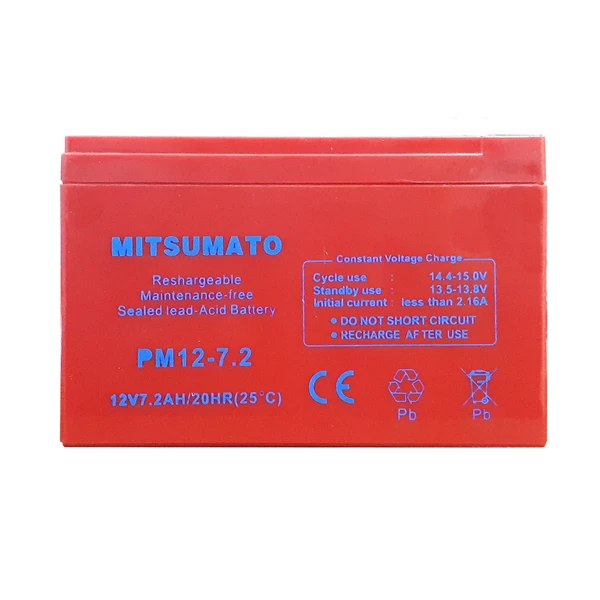 MITSUMATO
Reshargeable
Maintenance-free
Sealed lead-Acid Battery
PM12-7.2
12V7.2AH/20HR(25°C)
Constant Voltage Charge
Cycle use : 14.4-15.0V
Standby use : 13.5-13.8V
Initial current : less than 2.16A
● DO NOT SHORT CIRCUIT
● RECHARGE AFTER USE
CE
Pb
Pb